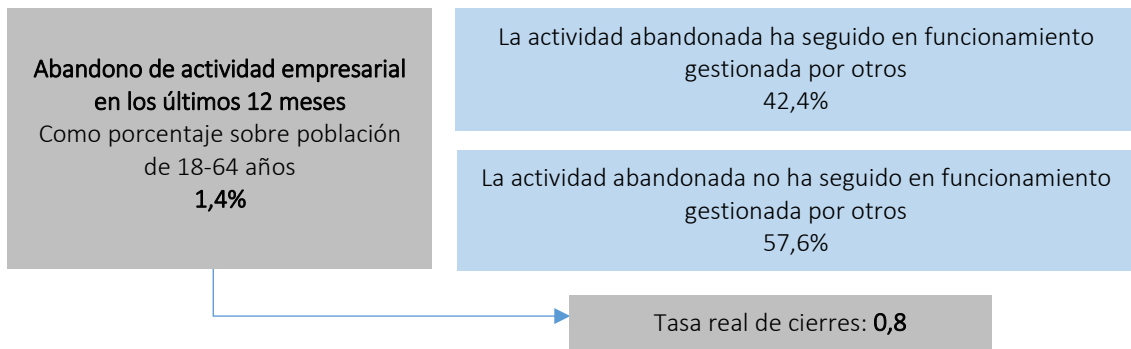 Abandono de actividad empresarial
en los últimos 12 meses
Como porcentaje sobre población
de 18-64 años
1,4%
La actividad abandonada ha seguido en funcionamiento
gestionada por otros
42,4%
La actividad abandonada no ha seguido en funcionamiento
gestionada por otros
57,6%
Tasa real de cierres: 0,8